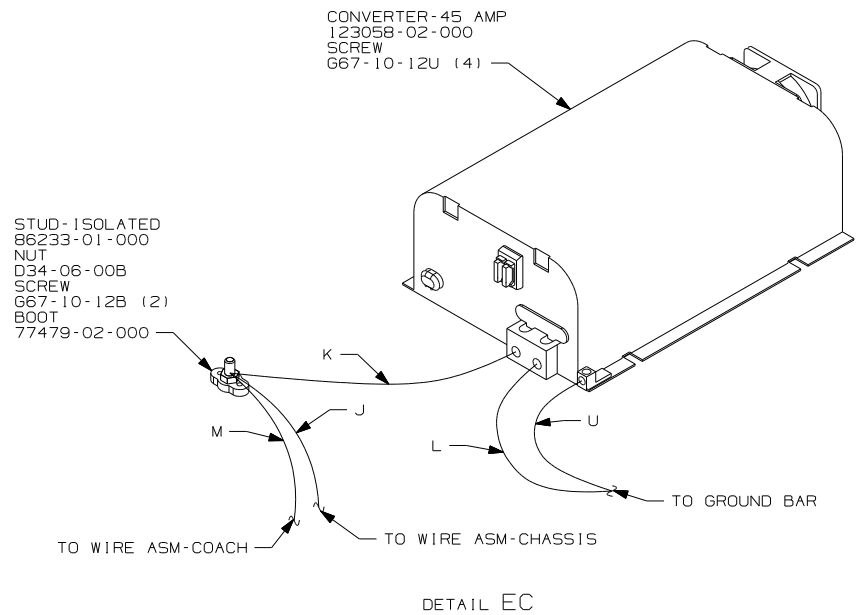 CONVERTER-45 AMP
123058-02-000
SCREW
G67-10-12U (4)
STUD-ISOLATED
86233-01-000
NUT
D34-06-00B
SCREW
G67-10-12B (2)
BOOT
77479-02-000
K
J
M
L
U
TO GROUND BAR
TO WIRE ASM-COACH
TO WIRE ASM-CHASSIS
DETAIL EC